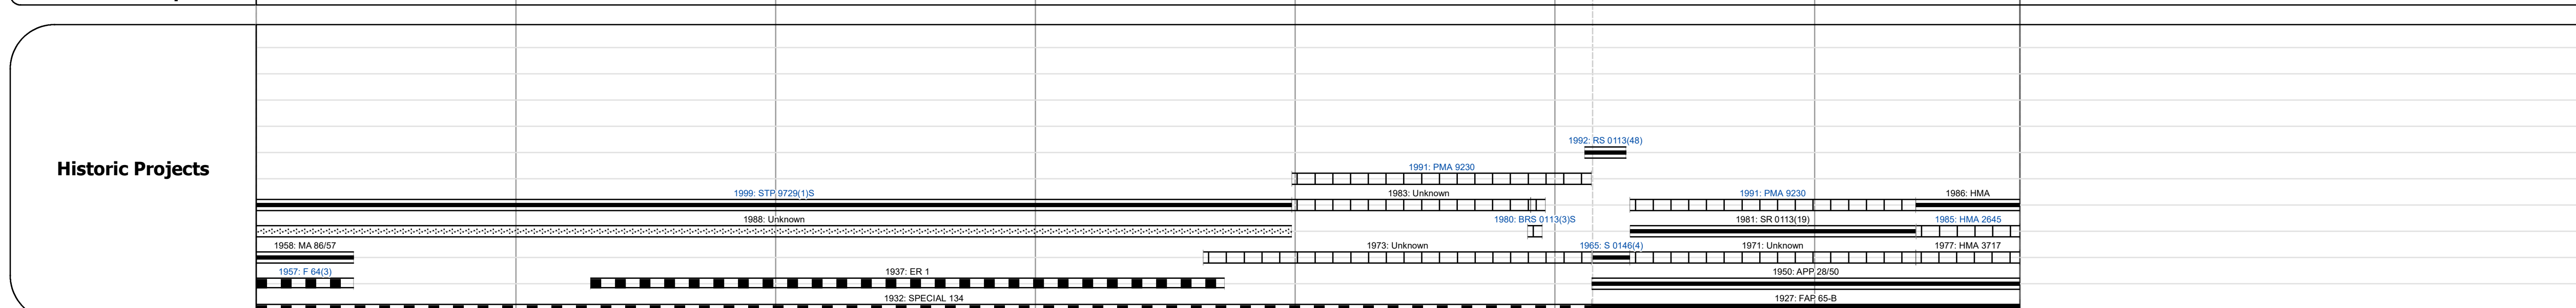 1992: RS 0113(48)
1991: PMA 9230
Historic Projects
1999: STP 9729(1)S
1983: Unknown
1991: PMA 9230
1986: HMA
1988: Unknown
1980: BRS 0113(3)S
1981: SR 0113(19)
1985: HMA 2645
1958: MA 86/57
1973: Unknown
1965: S 0146(4)
1971: Unknown
1977: HMA 3717
1957: F 64(3)
1937: ER 1
1950: APP 28/50
1932: SPECIAL 134
1927: FAP 65-B